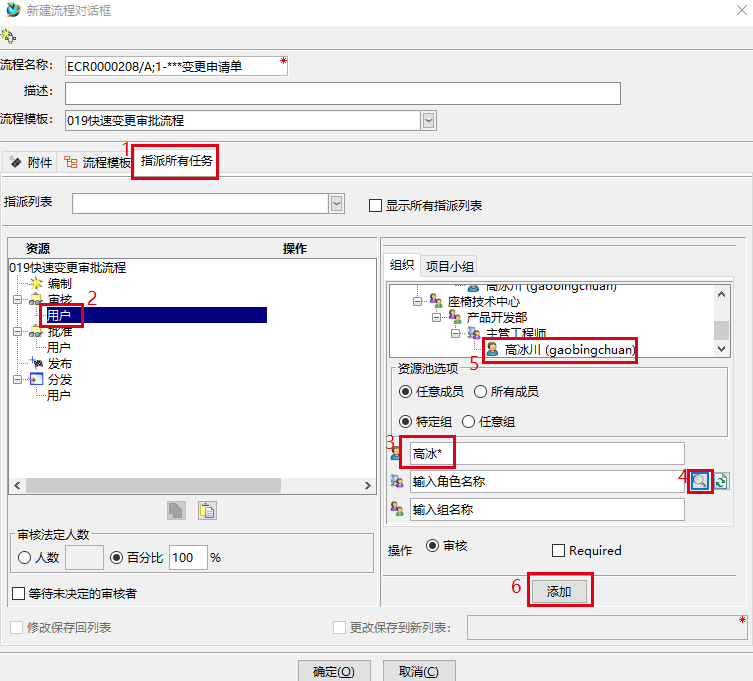 新建流程对话框
流程名称:
ECR0000208/A;1-***变更申请单
*
描述:
流程模板:
019快速变更审批流程
1
附件
流程模板
指派所有任务
指派列表
显示所有指派列表
资源
操作
019快速变更审批流程
编制
审核
2
用户
批准
用户
发布
分发
用户
审核法定人数
人数
百分比
100
%
等待未决定的审核者
组织
项目小组
高冰川 (gaobingchuan)
座椅技术中心
产品开发部
主管工程师
5
高冰川 (gaobingchuan)
资源池选项
任意成员
所有成员
特定组
任意组
3
高冰*
输入角色名称
4
输入组名称
操作
审核
Required
6
添加
修改保存回列表
更改保存到新列表:
*
确定(O)
取消(C)